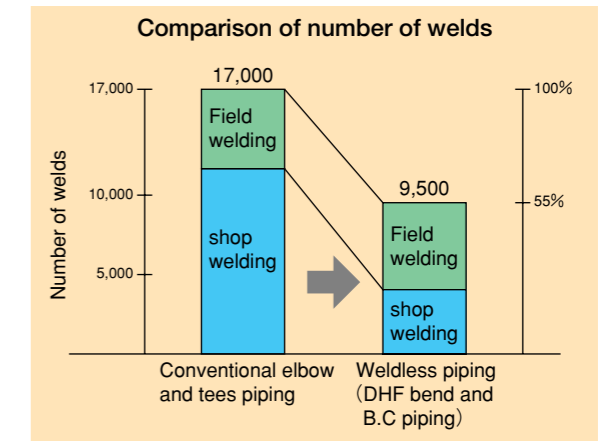 Comparison of number of welds
17,000
17,000
10,000
5,000
Number of welds
Field
welding
shop
welding
9,500
Field
welding
shop
welding
100%
55%
Conventional elbow
and tees piping
Weldless piping
（DHF bend and
B.C piping）